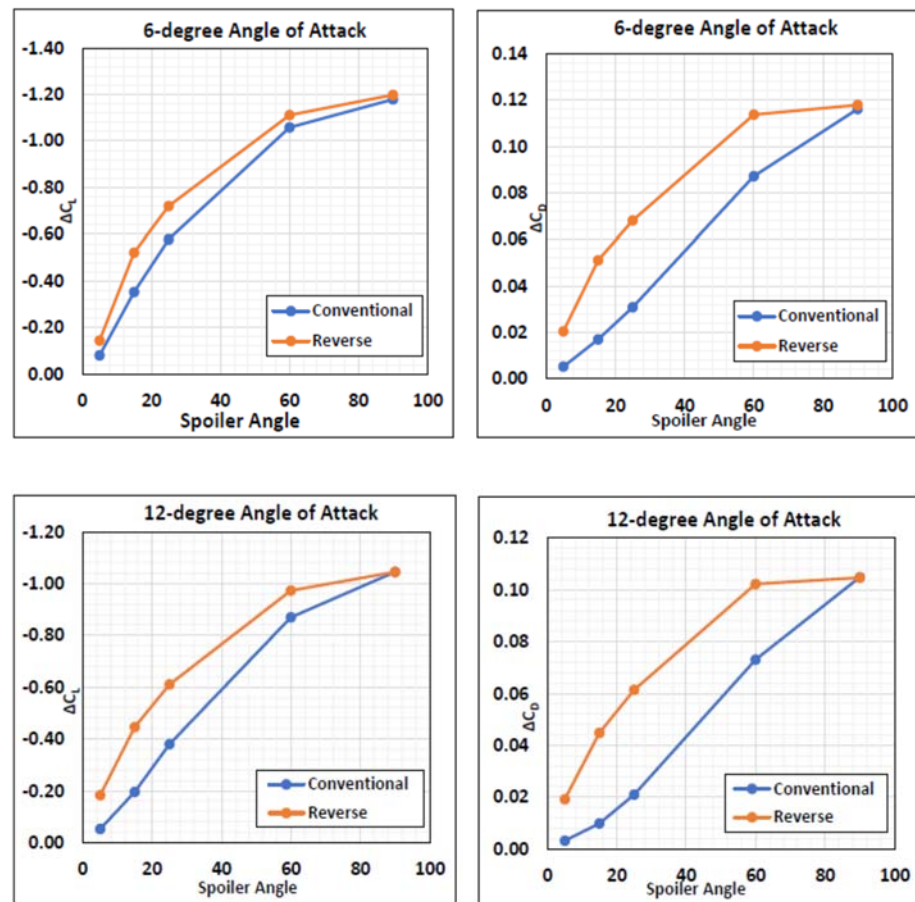 6-degree Angle of Attack
-1.40
-1.20
-1.00
-0.80
-0.60
-0.40
-0.20
0.00
ΔCL
0 20 40 60 80 100
Spoiler Angle
Conventional
Reverse
6-degree Angle of Attack
0.14
0.12
0.10
0.08
0.06
0.04
0.02
0.00
ΔCD
0 20 40 60 80 100
Spoiler Angle
Conventional
Reverse
12-degree Angle of Attack
-1.20
-1.00
-0.80
-0.60
-0.40
-0.20
0.00
ΔCL
0 20 40 60 80 100
Spoiler Angle
Conventional
Reverse
12-degree Angle of Attack
0.12
0.10
0.08
0.06
0.04
0.02
0.00
ΔCD
0 20 40 60 80 100
Spoiler Angle
Conventional
Reverse